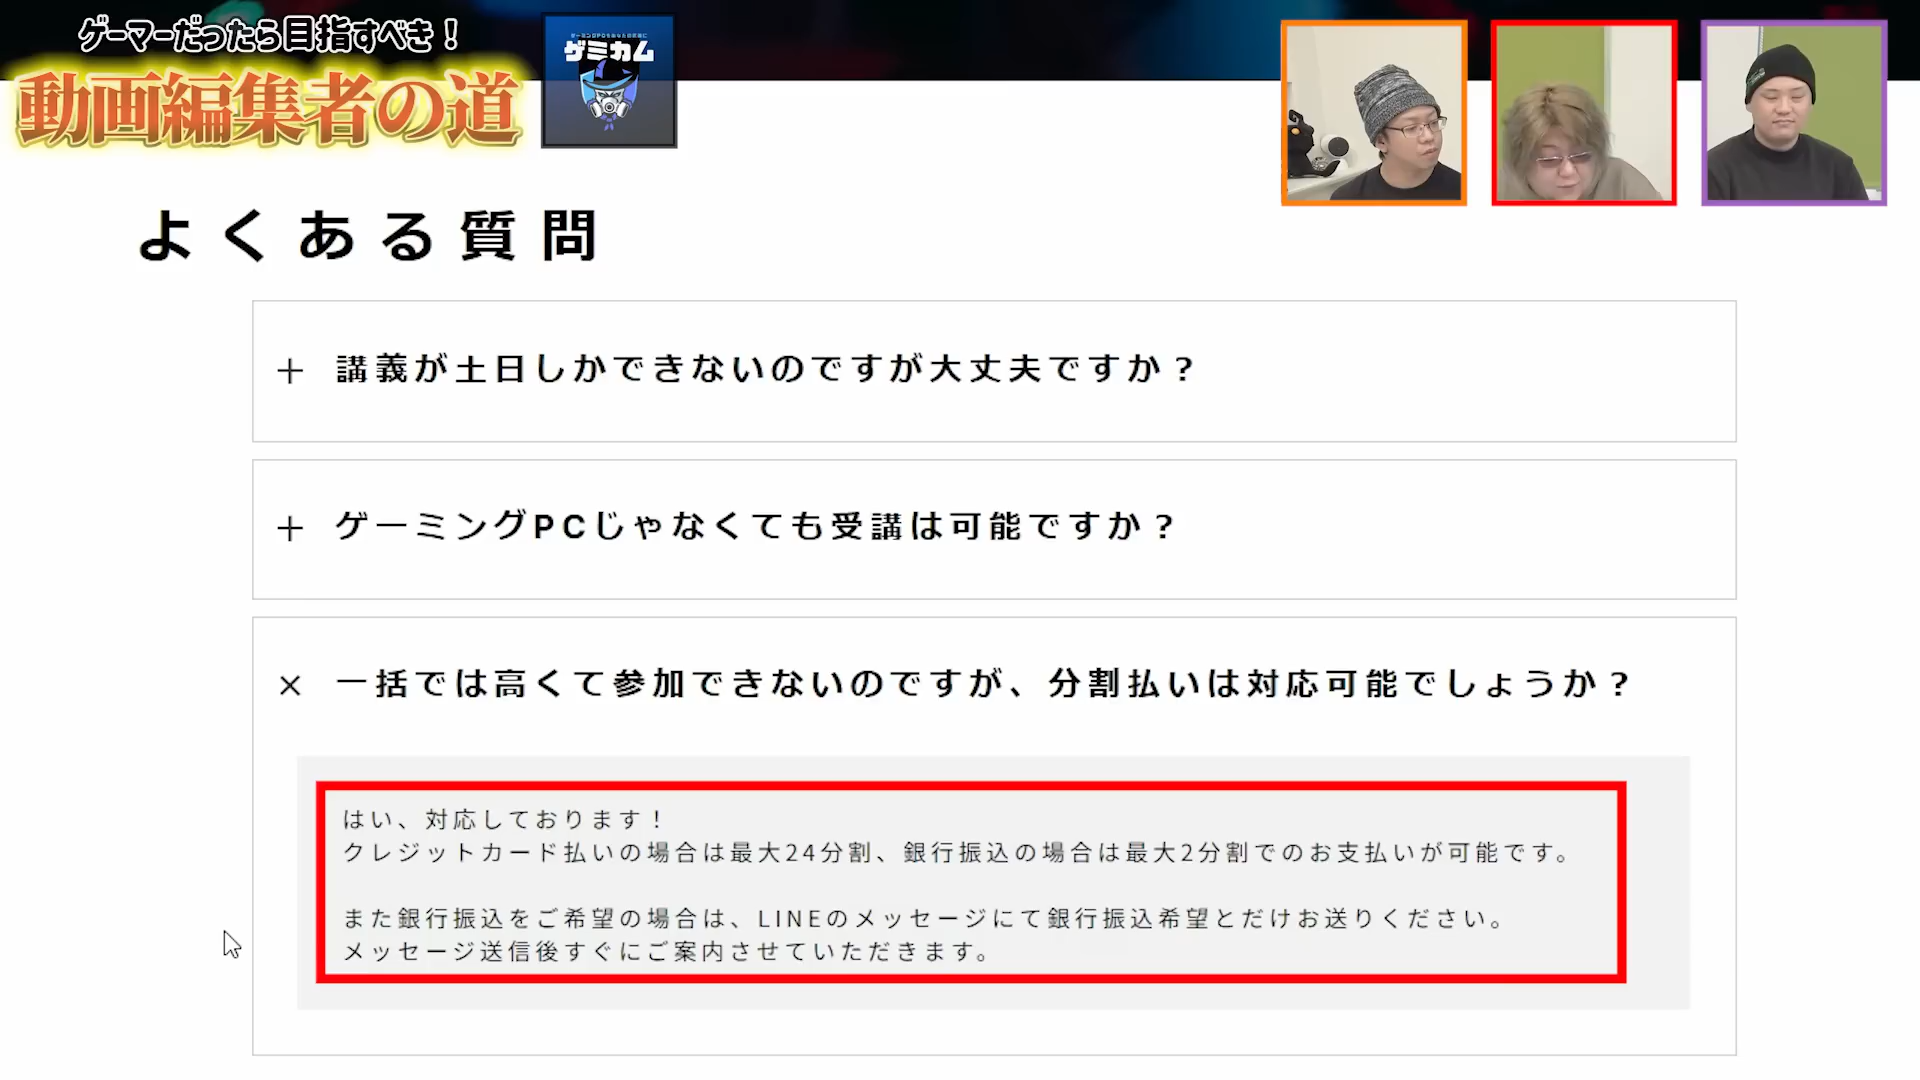 ゲーマーだったら目指すべき！
動画編集者の道
ゲミカム
よくある質問
講義が土日しかできないのですが大丈夫ですか？
ゲーミングPCじゃなくても受講は可能ですか？
一括では高くて参加できないのですが、分割払いは対応可能でしょうか？
はい、対応しております！
クレジットカード払いの場合は最大24分割、銀行振込の場合は最大2分割でのお支払いが可能です。
また銀行振込をご希望の場合は、LINEのメッセージにて銀行振込希望とだけお送りください。
メッセージ送信後すぐにご案内させていただきます。